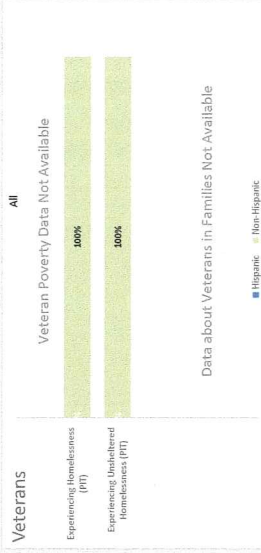 Veterans
All
Veteran Poverty Data Not Available
Experiencing Homelessness
(PIT)
100%
Experiencing Unsheltered
Homelessness (PIT)
100%
Data about Veterans in Families Not Available
Hispanic
Non-Hispanic